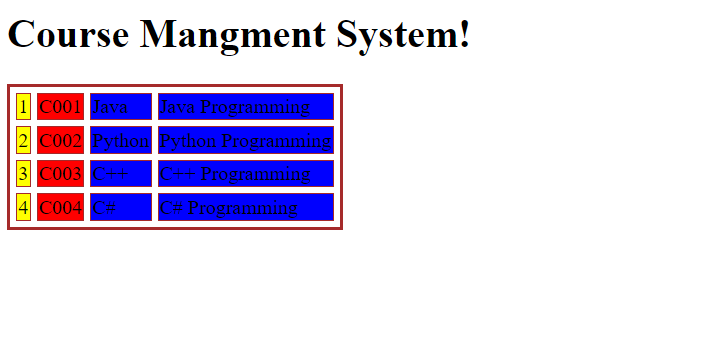 Course Mangment System!
1 C001 Java Java Programming
2 C002 Python Python Programming
3 C003 C++ C++ Programming
4 C004 C# C# Programming